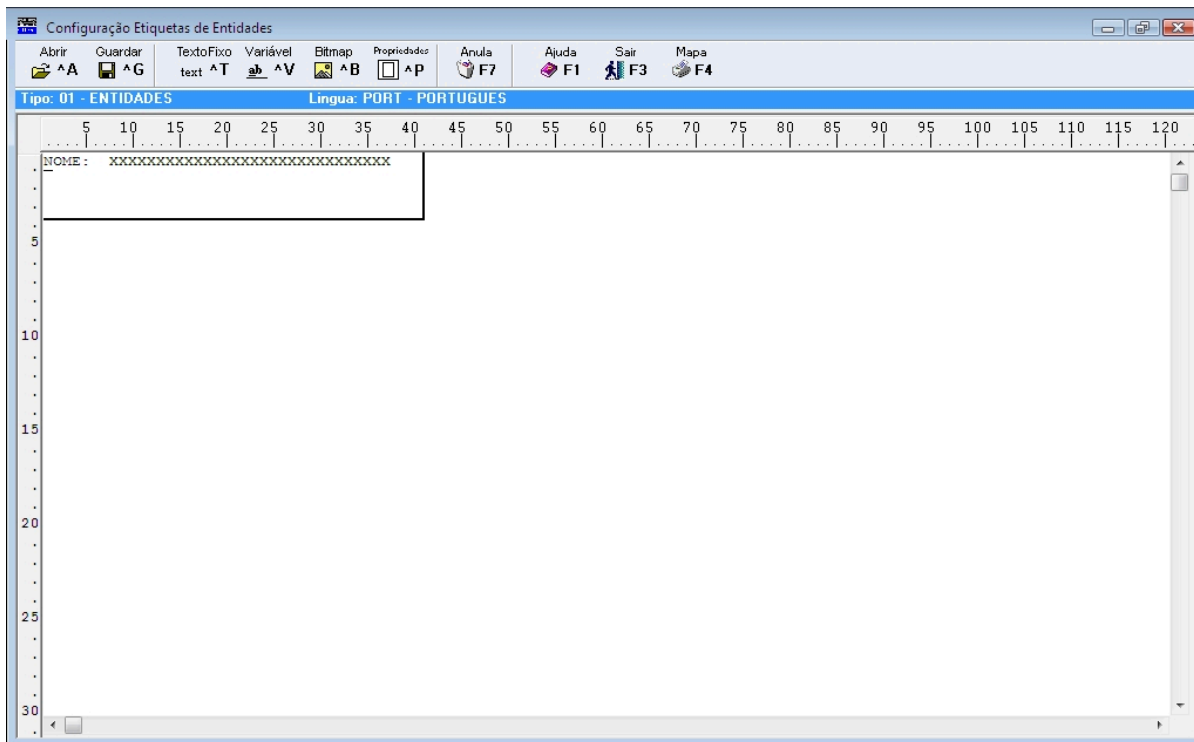 Configuração Etiquetas de Entidades
Abrir Guardar TextoFixo Variável Bitmap Propriedades Anula Ajuda Sair Mapa
^A ^G text ^T ab ^V ^B ^P F7 F1 F3 F4
Tipo: 01 - ENTIDADES Lingua: PORT - PORTUGUES
5 10 15 20 25 30 35 40 45 50 55 60 65 70 75 80 85 90 95 100 105 110 115 120
NOME: XXXXXXXXXXXXXXXXXXXXXXXXXXXXXX
5
10
15
20
25
30